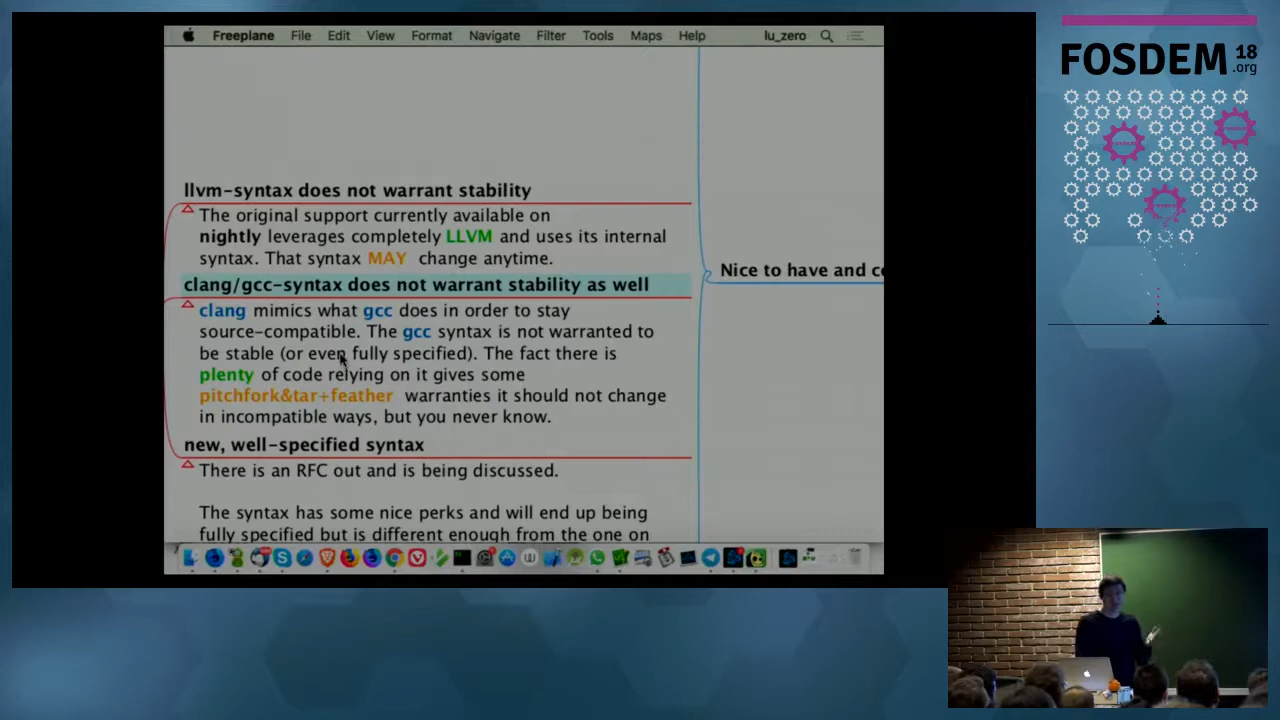 Freeplane File Edit View Format Navigate Filter Tools Maps Help lu_zero
FOSDEM 18 .org
llvm-syntax does not warrant stability
The original support currently available on
nightly leverages completely LLVM and uses its internal
syntax. That syntax MAY change anytime.
clang/gcc-syntax does not warrant stability as well
clang mimics what gcc does in order to stay
source-compatible. The gcc syntax is not warranted to
be stable (or even fully specified). The fact there is
plenty of code relying on it gives some
pitchfork&tar+feather warranties it should not change
in incompatible ways, but you never know.
new, well-specified syntax
There is an RFC out and is being discussed.
The syntax has some nice perks and will end up being
fully specified but is different enough from the one on
Nice to have and co